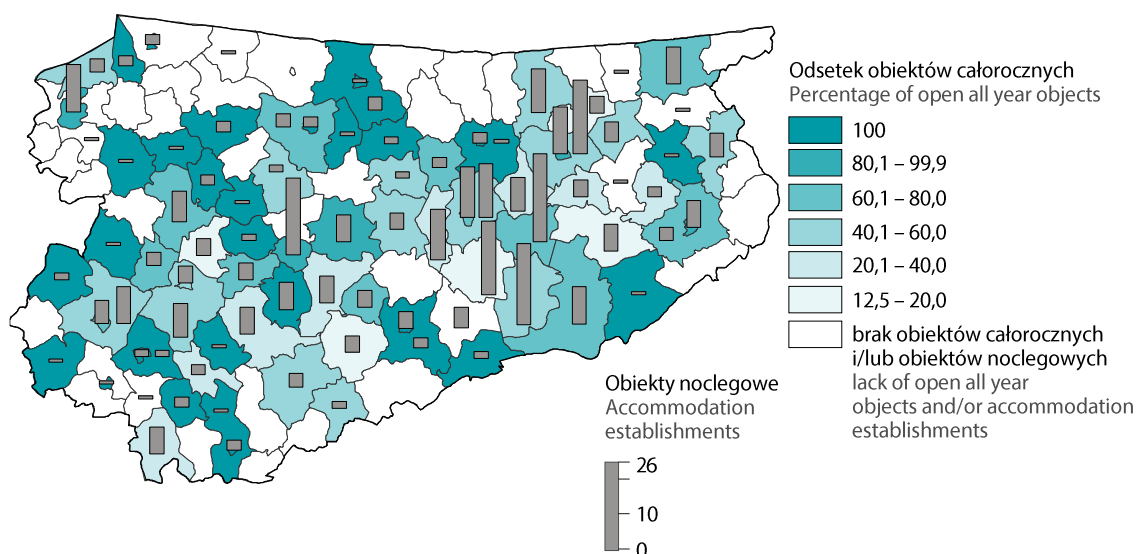 Odsetek obiektów całorocznych
Percentage of open all year objects
100
80,1 – 99,9
60,1 – 80,0
40,1 – 60,0
20,1 – 40,0
12,5 – 20,0
brak obiektów całorocznych
i/lub obiektów noclegowych
lack of open all year
objects and/or accommodation
establishments
Obiekty noclegowe
Accommodation
establishments
26
10
0